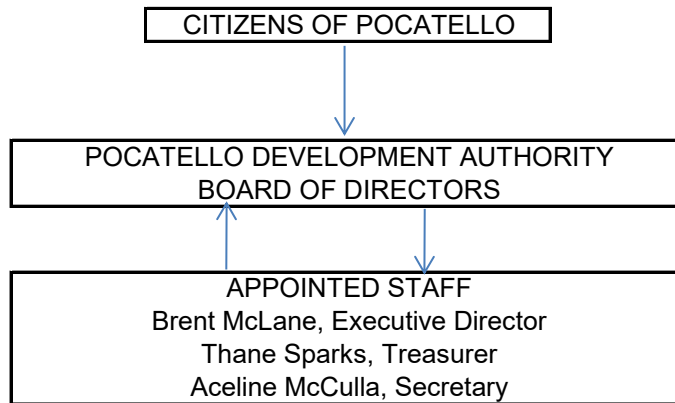 CITIZENS OF POCATELLO
POCATELLO DEVELOPMENT AUTHORITY
BOARD OF DIRECTORS
APPOINTED STAFF
Brent McLane, Executive Director
Thane Sparks, Treasurer
Aceline McCulla, Secretary